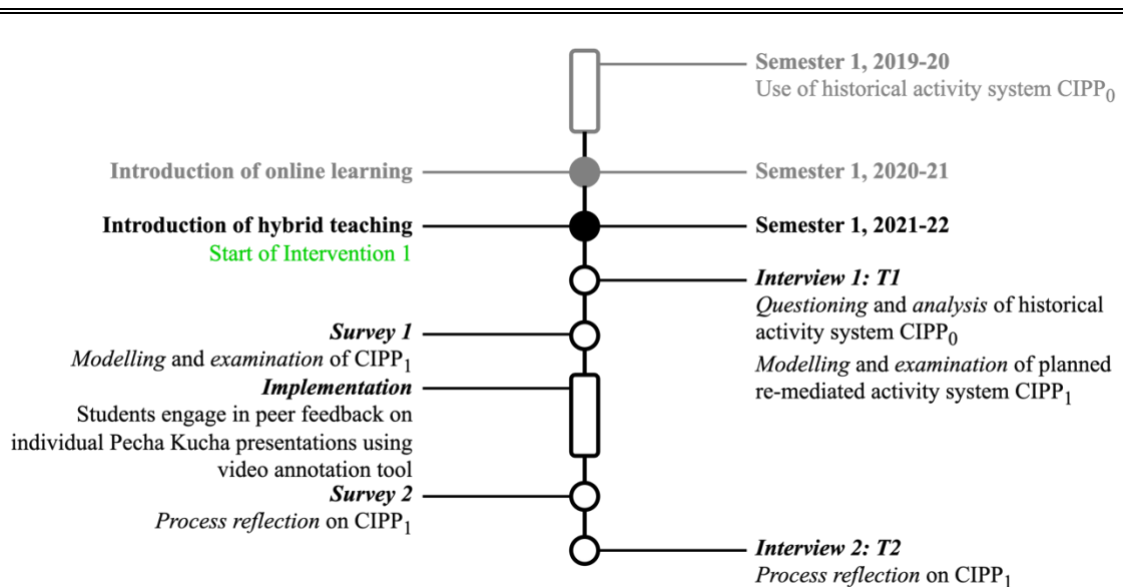 Semester 1, 2019-20
Use of historical activity system CIPP₀
Introduction of online learning
Semester 1, 2020-21
Introduction of hybrid teaching
Start of Intervention 1
Semester 1, 2021-22
Interview 1: T1
Questioning and analysis of historical
activity system CIPP₀
Modelling and examination of planned
re-mediated activity system CIPP₁
Survey 1
Modelling and examination of CIPP₁
Implementation
Students engage in peer feedback on
individual Pecha Kucha presentations using
video annotation tool
Survey 2
Process reflection on CIPP₁
Interview 2: T2
Process reflection on CIPP₁